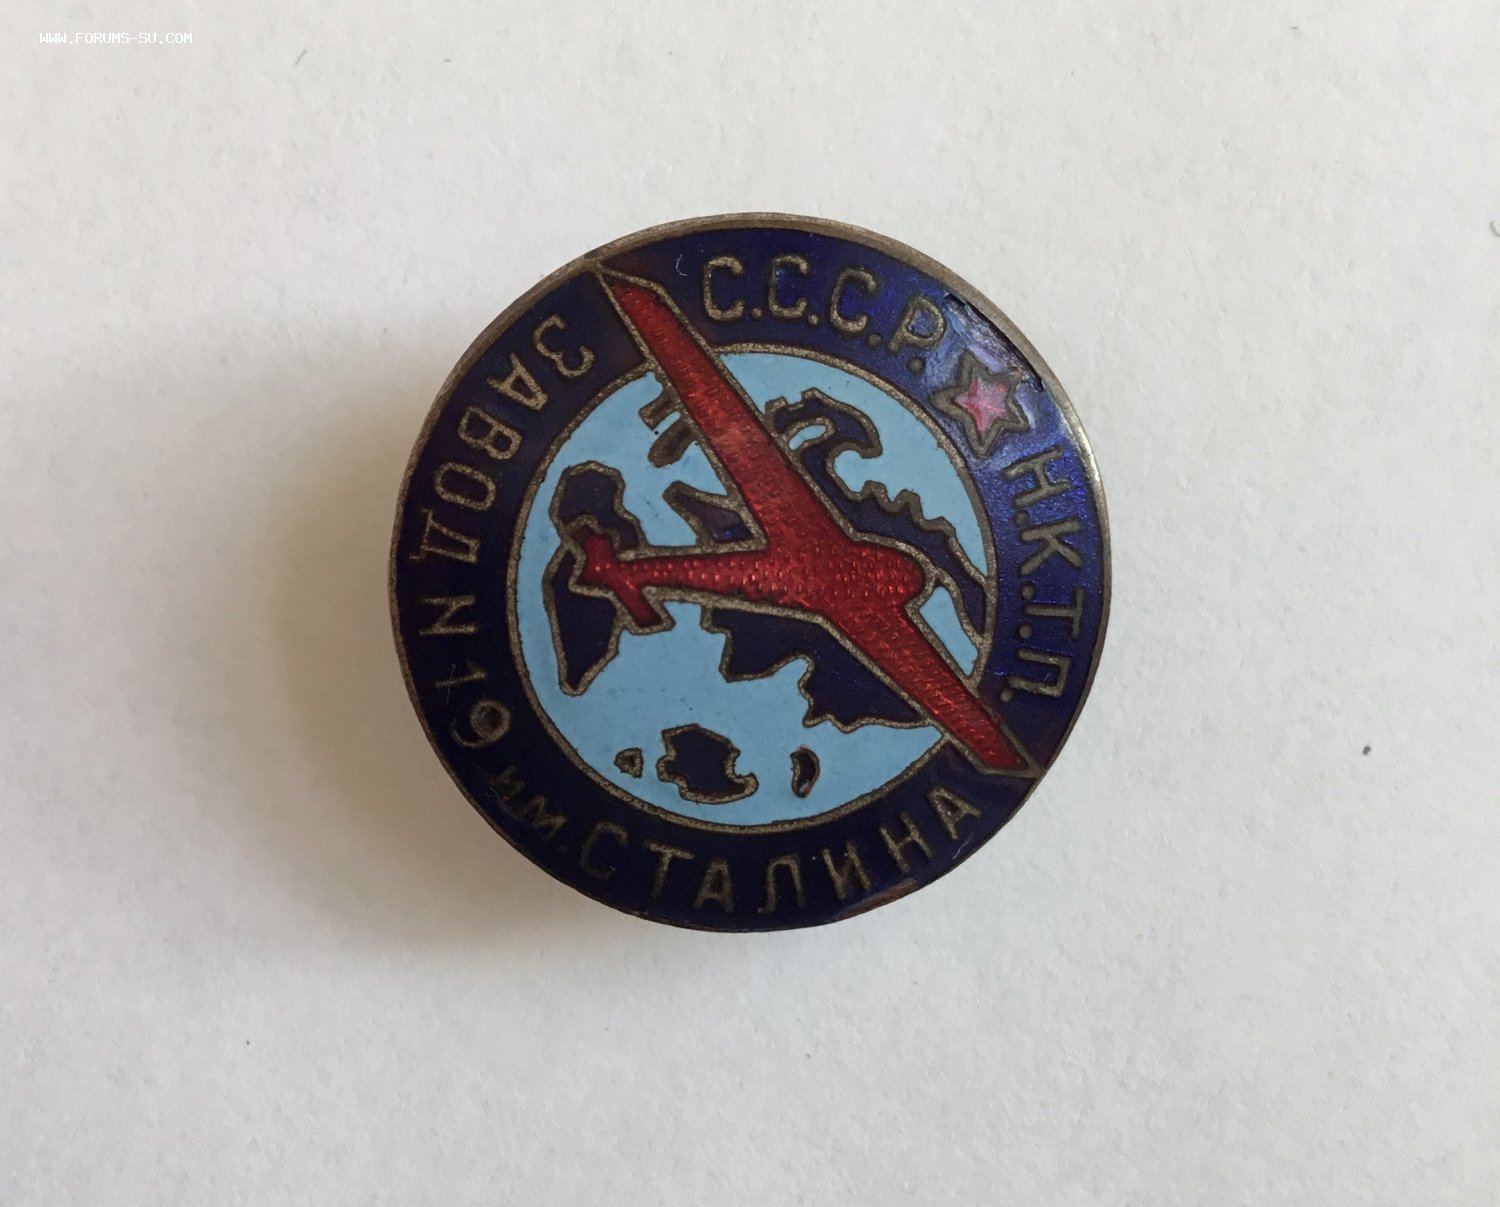 WWW.FORUMS-SU.COM
С.С.С.Р. Н.К.Т.П.
ЗАВОД N19 им. СТАЛИНА